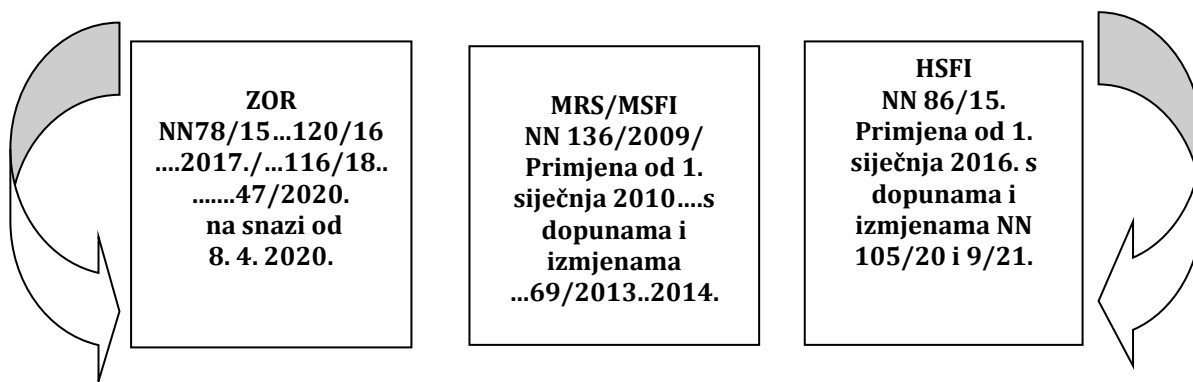 ZOR
NN78/15...120/16
....2017./...116/18..
.......47/2020.
na snazi od
8. 4. 2020.
MRS/MSFI
NN 136/2009/
Primjena od 1.
siječnja 2010....s
dopunama i
izmjenama
...69/2013..2014.
HSFI
NN 86/15.
Primjena od 1.
siječnja 2016. s
dopunama i
izmjenama NN
105/20 i 9/21.